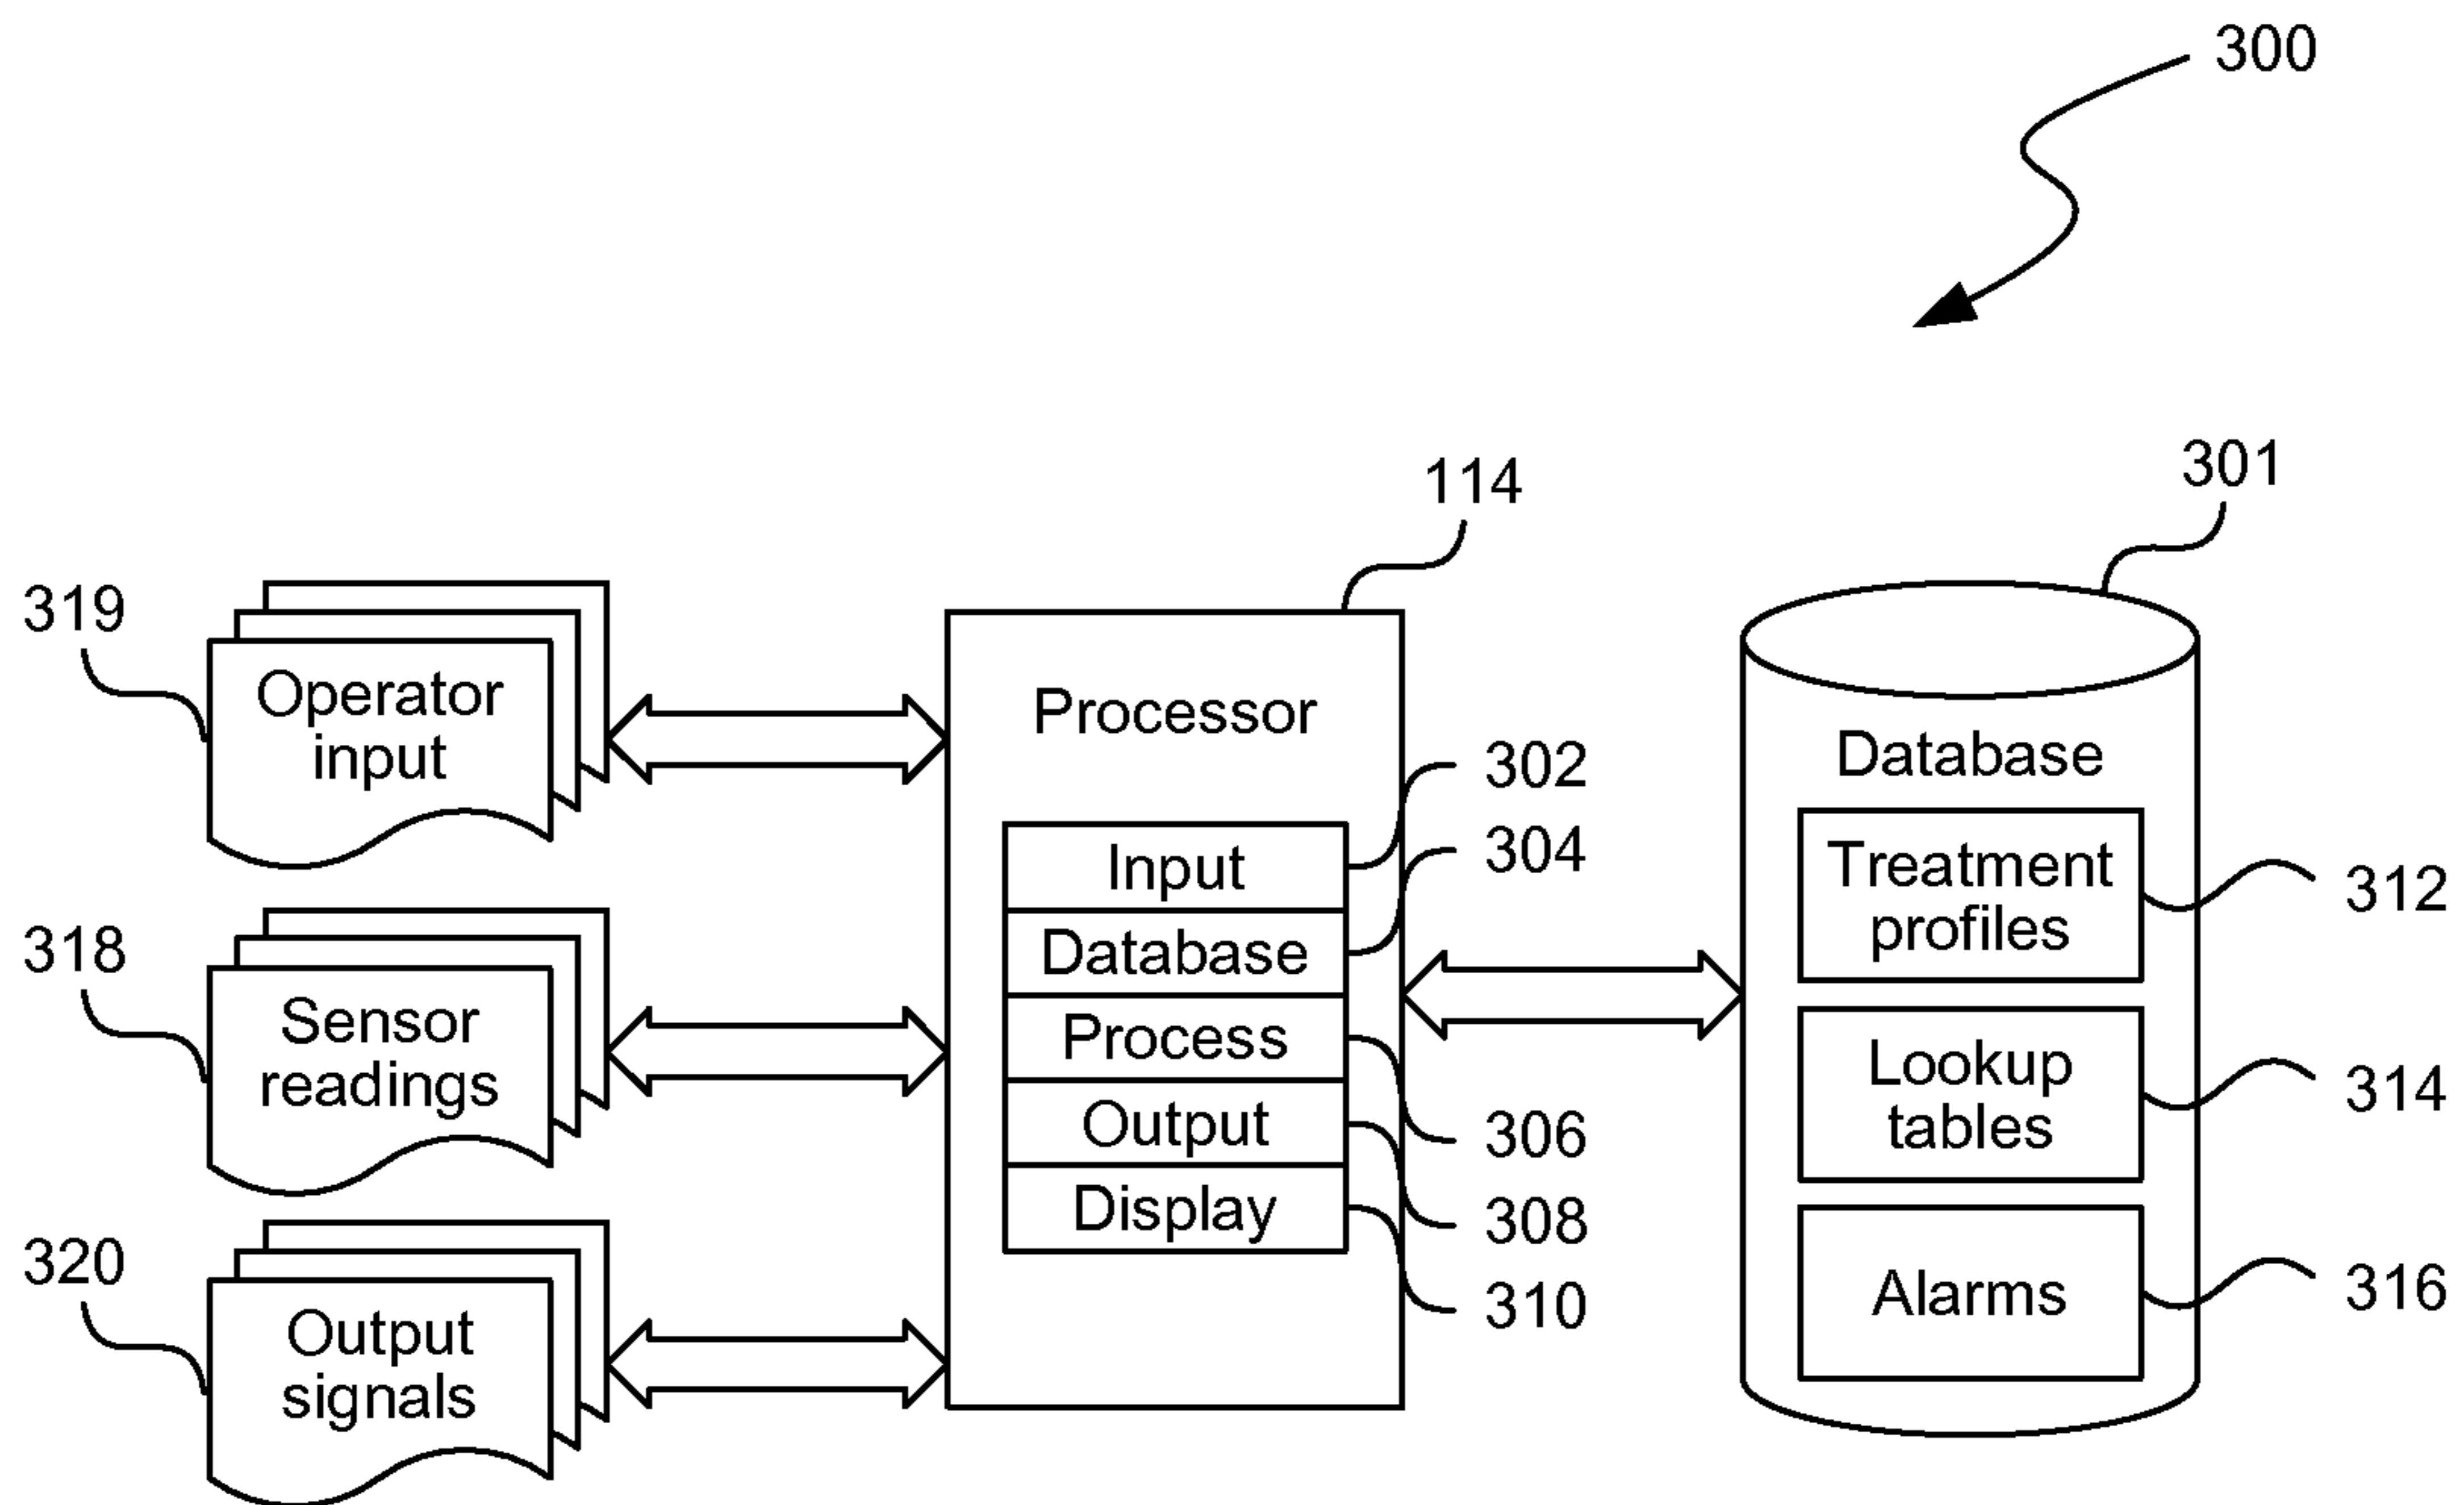 300
301
114
319
Operator
input
Processor
Database
302
304
Input
Database
Process
Output
Display
306
308
310
Treatment
profiles
312
318
Sensor
readings
Lookup
tables
314
320
Output
signals
Alarms
316